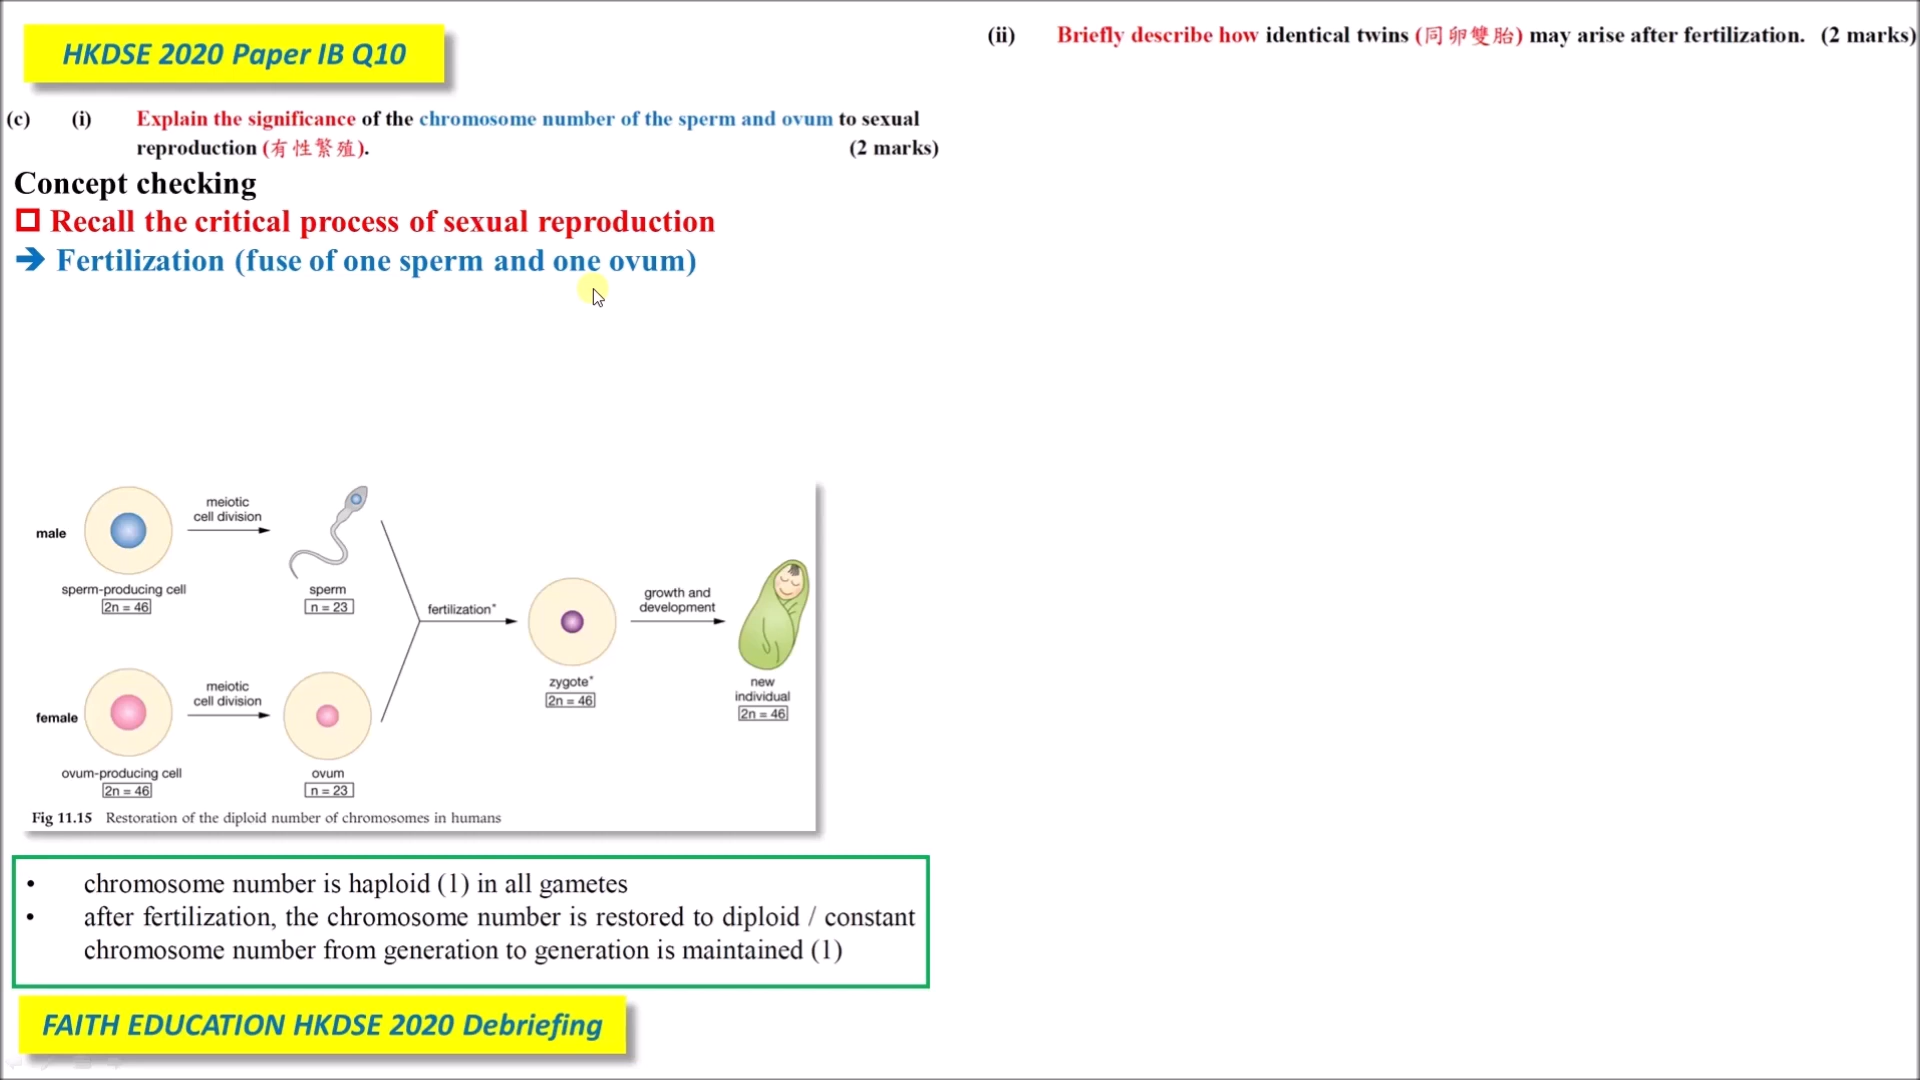 HKDSE 2020 Paper IB Q10
(c) (i) Explain the significance of the chromosome number of the sperm and ovum to sexual
reproduction (有性繁殖). (2 marks)
Concept checking
Recall the critical process of sexual reproduction
➔ Fertilization (fuse of one sperm and one ovum)
male
meiotic
cell division
sperm-producing cell
2n = 46
sperm
n = 23
fertilization*
growth and
development
zygote*
2n = 46
new
individual
2n = 46
female
meiotic
cell division
ovum-producing cell
2n = 46
ovum
n = 23
Fig 11.15 Restoration of the diploid number of chromosomes in humans
• chromosome number is haploid (1) in all gametes
• after fertilization, the chromosome number is restored to diploid / constant
chromosome number from generation to generation is maintained (1)
FAITH EDUCATION HKDSE 2020 Debriefing
(ii) Briefly describe how identical twins (同卵雙胎) may arise after fertilization. (2 marks)